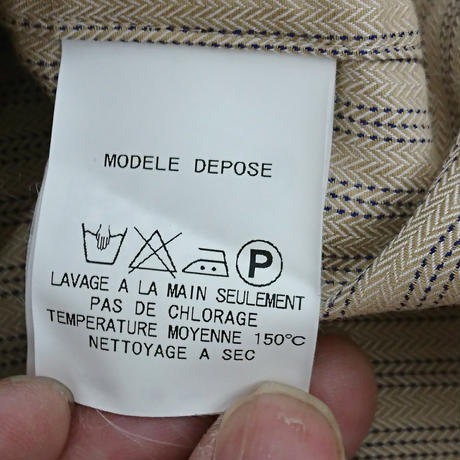 MODELE DEPOSE
P
LAVAGE A LA MAIN SEULEMENT
PAS DE CHLORAGE
TEMPERATURE MOYENNE 150°C
NETTOYAGE A SEC